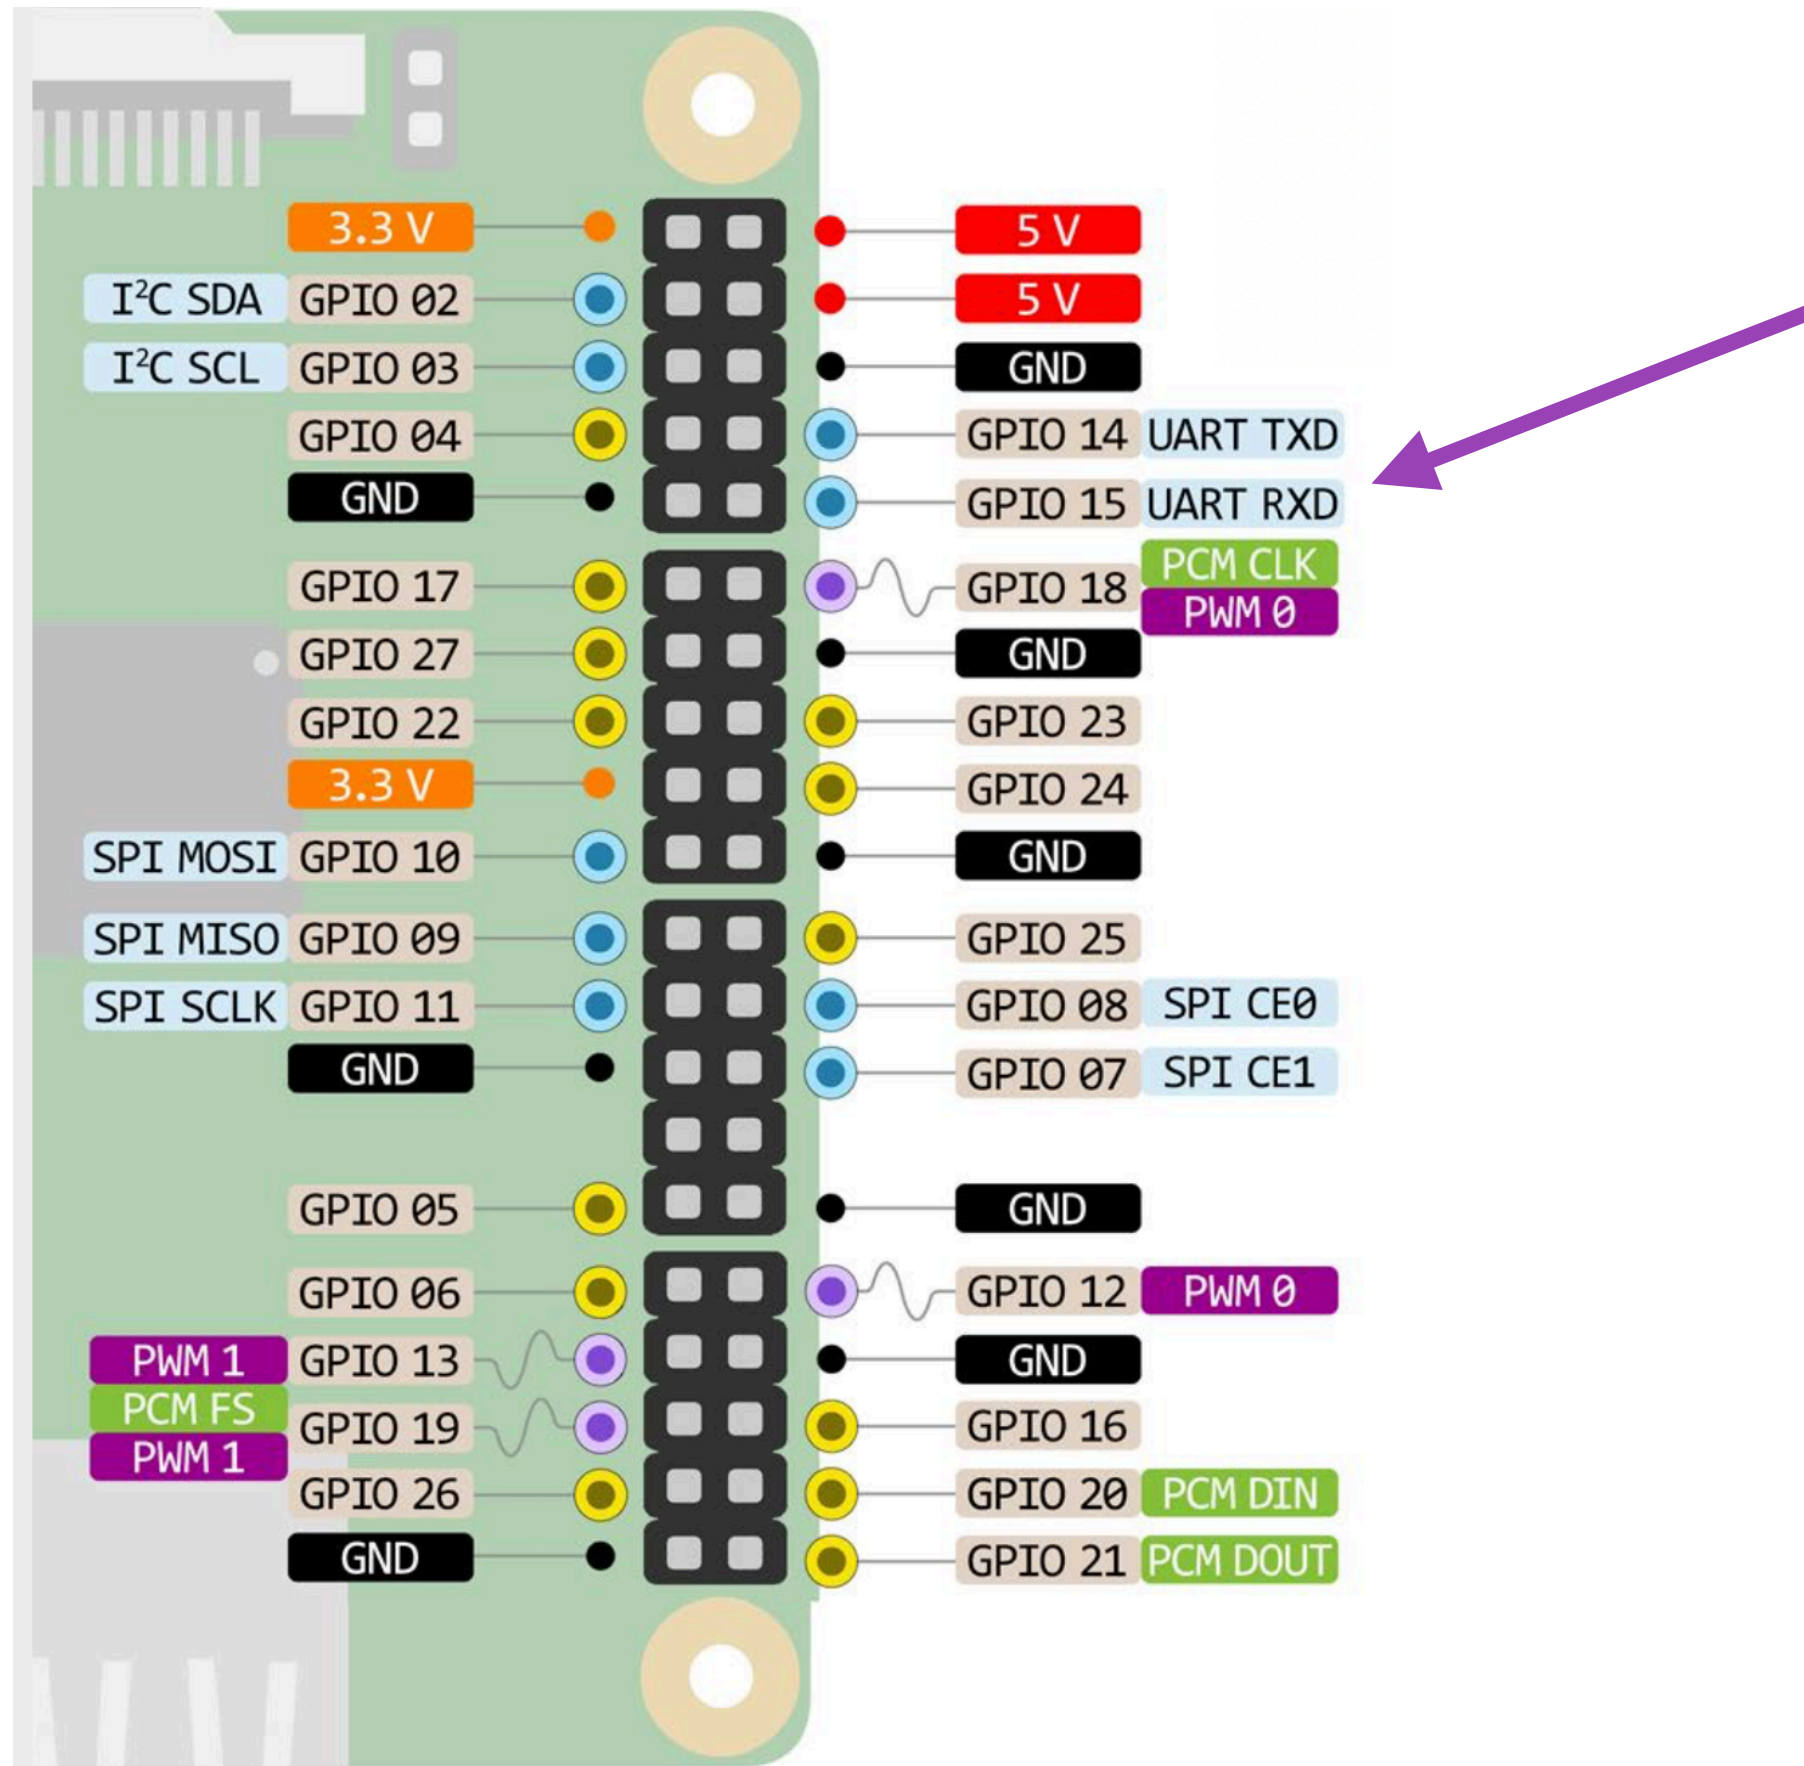 3.3 V 5 V
I²C SDA GPIO 02 5 V
I²C SCL GPIO 03 GND
GPIO 04 GPIO 14 UART TXD
GND GPIO 15 UART RXD
PCM CLK
GPIO 17 GPIO 18
PWM 0
GPIO 27 GND
GPIO 22 GPIO 23
3.3 V GPIO 24
SPI MOSI GPIO 10 GND
SPI MISO GPIO 09 GPIO 25
SPI SCLK GPIO 11 GPIO 08 SPI CE0
GND GPIO 07 SPI CE1
GPIO 05 GND
GPIO 06 GPIO 12 PWM 0
PWM 1 GPIO 13 GND
PCM FS
GPIO 19 GPIO 16
PWM 1
GPIO 26 GPIO 20 PCM DIN
GND GPIO 21 PCM DOUT